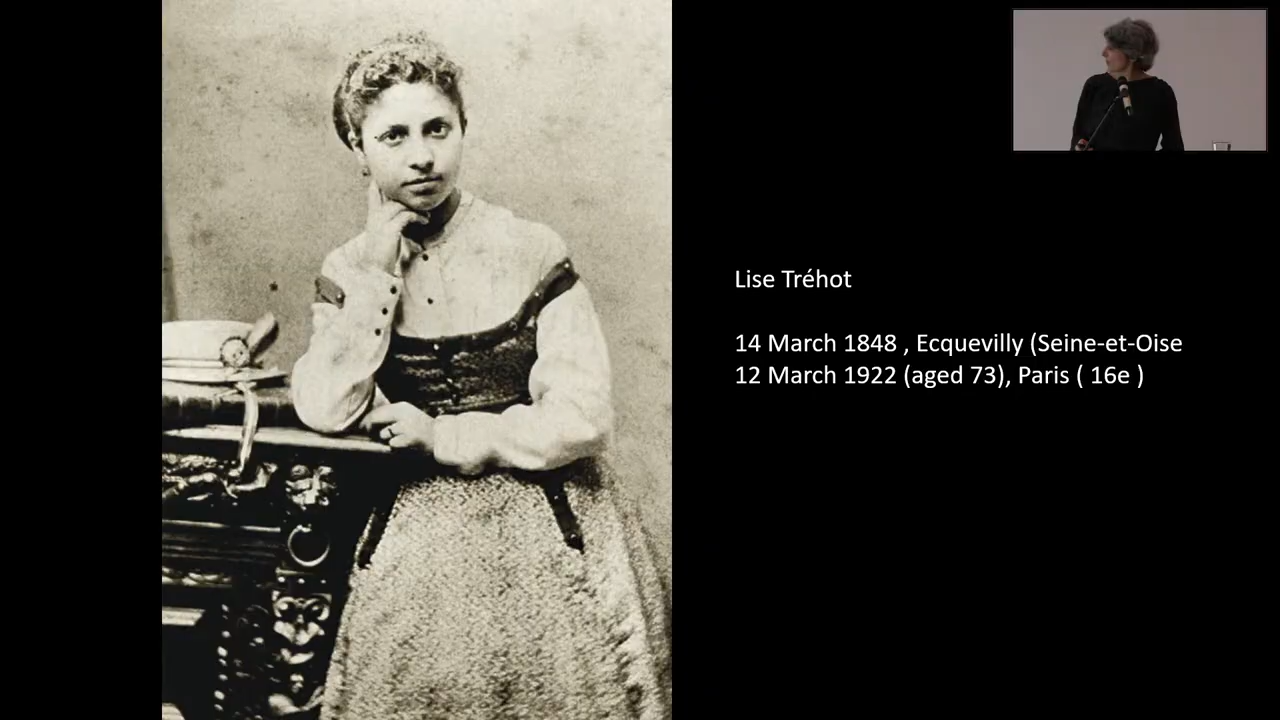 Lise Tréhot
14 March 1848 , Ecquevilly (Seine-et-Oise
12 March 1922 (aged 73), Paris ( 16e )